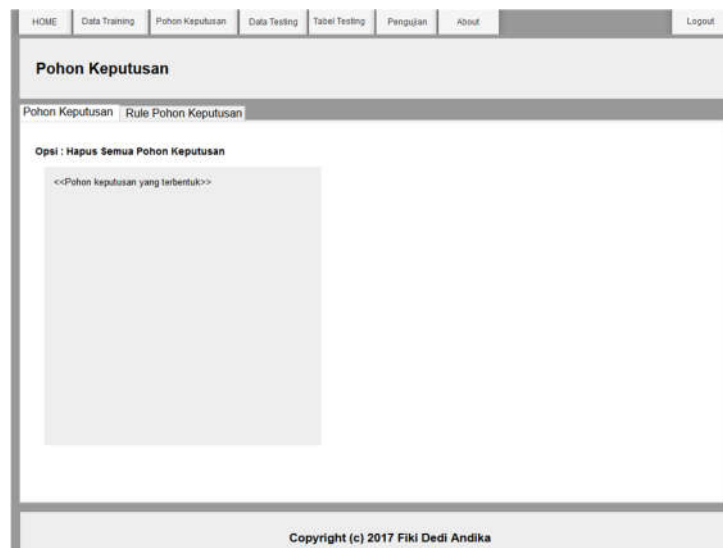 HOME Data Training Pohon Keputusan Data Testing Tabel Testing Pengujian About Logout
Pohon Keputusan
Pohon Keputusan Rule Pohon Keputusan
Opsi : Hapus Semua Pohon Keputusan
<<Pohon keputusan yang terbentuk>>
Copyright (c) 2017 Fiki Dedi Andika